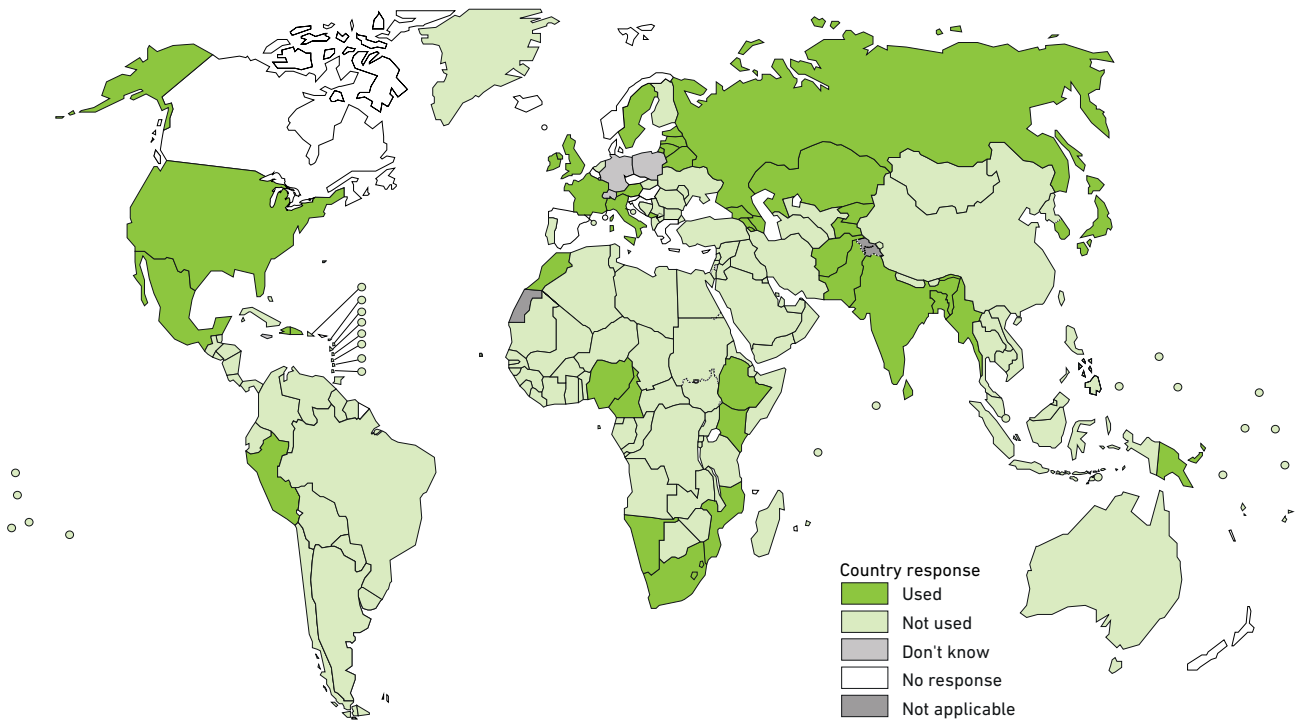 Country response
Used
Not used
Don't know
No response
Not applicable